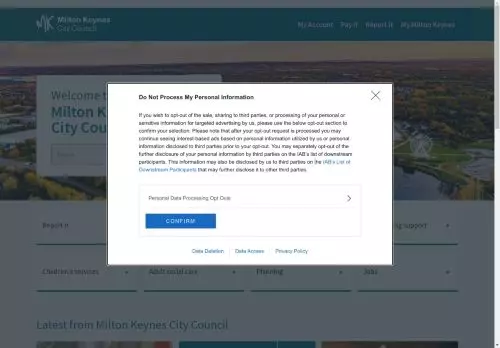 Milton Keynes
City Council
My Account Pay it Report it My Milton Keynes
Welcome t
Milton Ke
City Counc
Do Not Process My Personal Information
If you wish to opt-out of the sale, sharing to third parties, or processing of your personal or
sensitive information for targeted advertising by us, please use the below opt-out section to
confirm your selection. Please note that after your opt-out request is processed you may
continue seeing interest-based ads based on personal information utilized by us or personal
information disclosed to third parties prior to your opt-out. You may separately opt-out of the
further disclosure of your personal information by third parties on the IAB's list of downstream
participants. This information may also be disclosed by us to third parties on the IAB's List of
Downstream Participants that may further disclose it to other third parties.
Personal Data Processing Opt Outs
CONFIRM
Data Deletion Data Access Privacy Policy
Report it
support
Children's services Adult social care Planning Jobs
Latest from Milton Keynes City Council